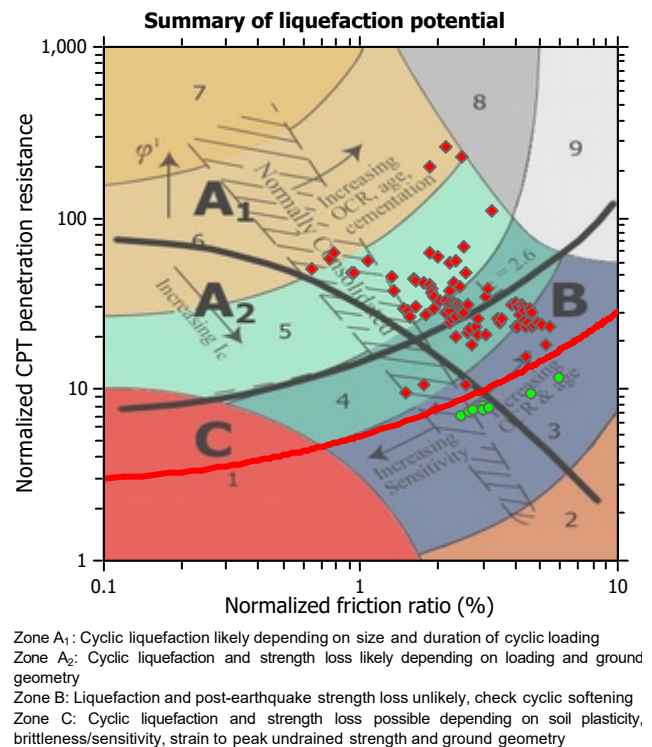 Summary of liquefaction potential
1,000
100
10
1
Normalized CPT penetration resistance
7
8
9
φ'
A1
Increasing
OCR, age,
cementation
Normally Consolidated
6
A2
Increasing Ic
5
= 2.6
B
4
C
1
Increasing
Sensitivity
Increasing
OCR & age
3
2
0.1
1
10
Normalized friction ratio (%)
Zone A1: Cyclic liquefaction likely depending on size and duration of cyclic loading
Zone A2: Cyclic liquefaction and strength loss likely depending on loading and ground
geometry
Zone B: Liquefaction and post-earthquake strength loss unlikely, check cyclic softening
Zone C: Cyclic liquefaction and strength loss possible depending on soil plasticity,
brittleness/sensitivity, strain to peak undrained strength and ground geometry